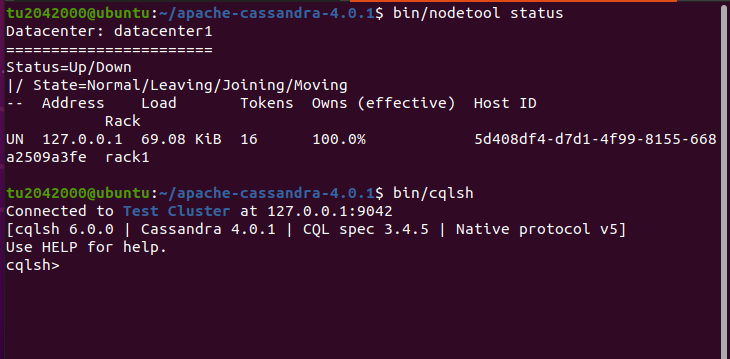 tu2042000@ubuntu:~/apache-cassandra-4.0.1$ bin/nodetool status
Datacenter: datacenter1
=======================
Status=Up/Down
|/ State=Normal/Leaving/Joining/Moving
--  Address    Load       Tokens  Owns (effective)  Host ID
           Rack
UN  127.0.0.1  69.08 KiB  16      100.0%            5d408df4-d7d1-4f99-8155-668
a2509a3fe  rack1
tu2042000@ubuntu:~/apache-cassandra-4.0.1$ bin/cqlsh
Connected to Test Cluster at 127.0.0.1:9042
[cqlsh 6.0.0 | Cassandra 4.0.1 | CQL spec 3.4.5 | Native protocol v5]
Use HELP for help.
cqlsh>